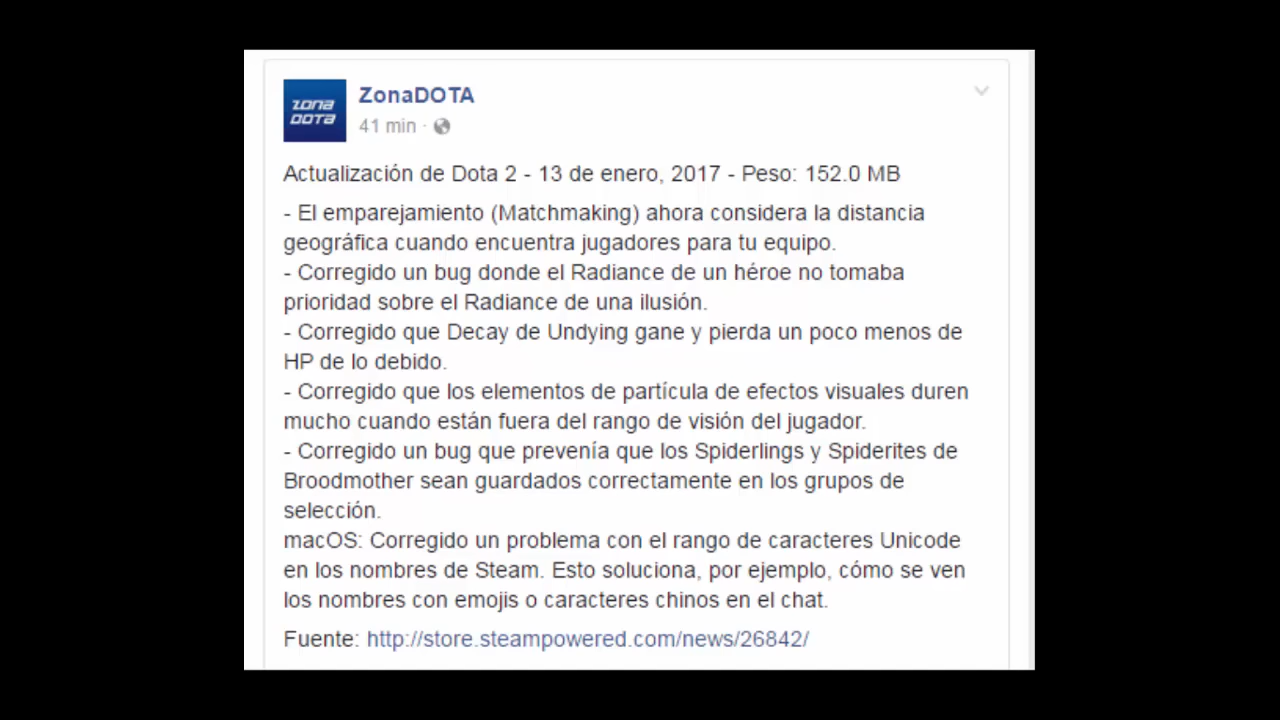 ZONA
DOTA
ZonaDOTA
41 min ·
Actualización de Dota 2 - 13 de enero, 2017 - Peso: 152.0 MB
- El emparejamiento (Matchmaking) ahora considera la distancia
geográfica cuando encuentra jugadores para tu equipo.
- Corregido un bug donde el Radiance de un héroe no tomaba
prioridad sobre el Radiance de una ilusión.
- Corregido que Decay de Undying gane y pierda un poco menos de
HP de lo debido.
- Corregido que los elementos de partícula de efectos visuales duren
mucho cuando están fuera del rango de visión del jugador.
- Corregido un bug que prevenía que los Spiderlings y Spiderites de
Broodmother sean guardados correctamente en los grupos de
selección.
macOS: Corregido un problema con el rango de caracteres Unicode
en los nombres de Steam. Esto soluciona, por ejemplo, cómo se ven
los nombres con emojis o caracteres chinos en el chat.
Fuente: http://store.steampowered.com/news/26842/